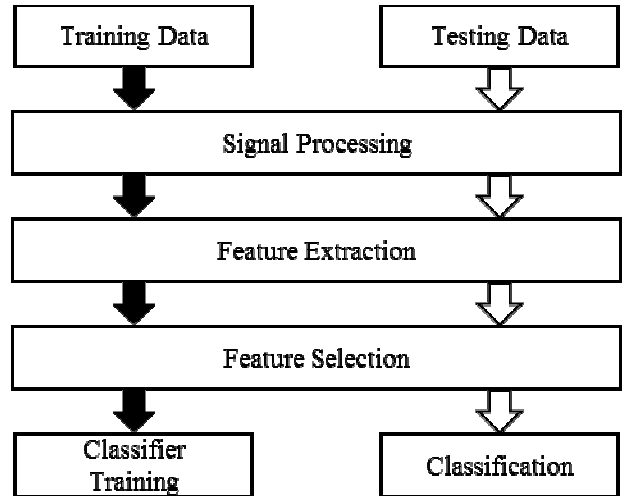 Training Data
Testing Data
Signal Processing
Feature Extraction
Feature Selection
Classifier
Training
Classification